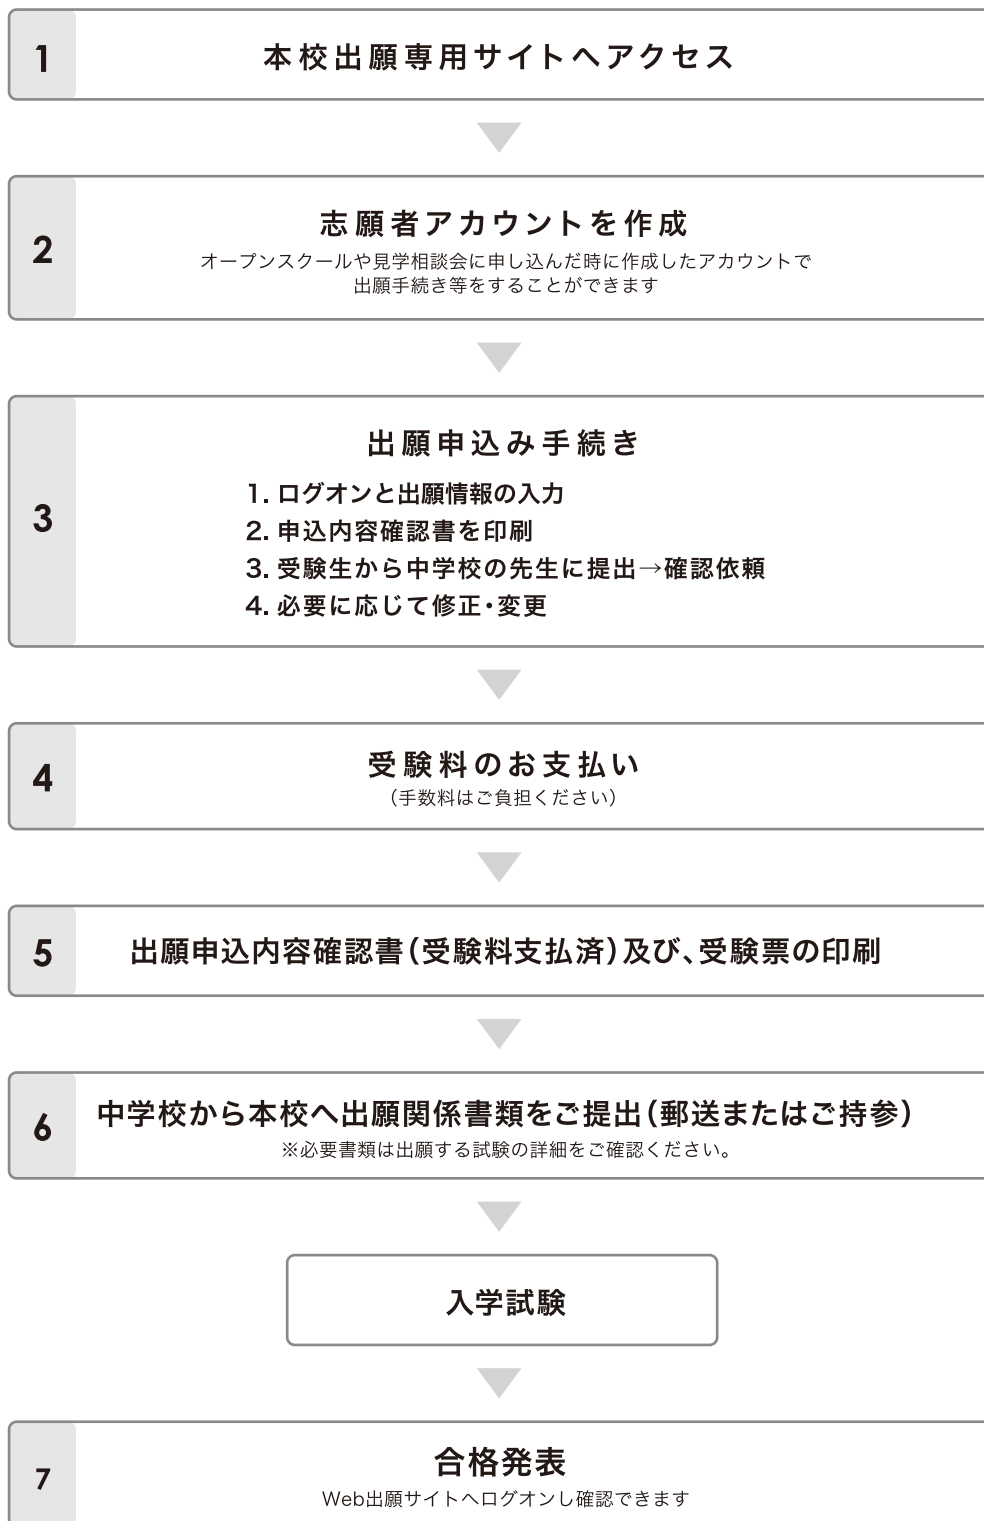 1
本校出願専用サイトへアクセス
2
志願者アカウントを作成
オープンスクールや見学相談会に申し込んだ時に作成したアカウントで
出願手続き等をすることができます
3
出願申込み手続き
1. ログオンと出願情報の入力
2. 申込内容確認書を印刷
3. 受験生から中学校の先生に提出→確認依頼
4. 必要に応じて修正・変更
4
受験料のお支払い
（手数料はご負担ください）
5
出願申込内容確認書（受験料支払済）及び、受験票の印刷
6
中学校から本校へ出願関係書類をご提出（郵送またはご持参）
※必要書類は出願する試験の詳細をご確認ください。
入学試験
7
合格発表
Web出願サイトへログオンし確認できます